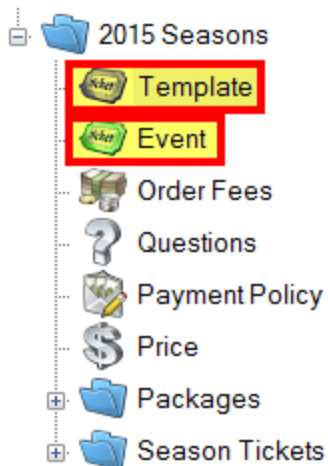 2015 Seasons
Template
Event
Order Fees
Questions
Payment Policy
Price
Packages
Season Tickets